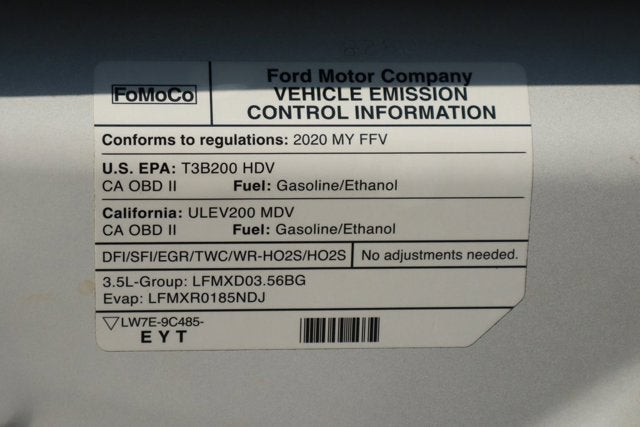 FoMoCo
Ford Motor Company
VEHICLE EMISSION
CONTROL INFORMATION
Conforms to regulations: 2020 MY FFV
U.S. EPA: T3B200 HDV
CA OBD II Fuel: Gasoline/Ethanol
California: ULEV200 MDV
CA OBD II Fuel: Gasoline/Ethanol
DFI/SFI/EGR/TWC/WR-HO2S/HO2S No adjustments needed.
3.5L-Group: LFMXD03.56BG
Evap: LFMXR0185NDJ
LW7E-9C485-
E Y T